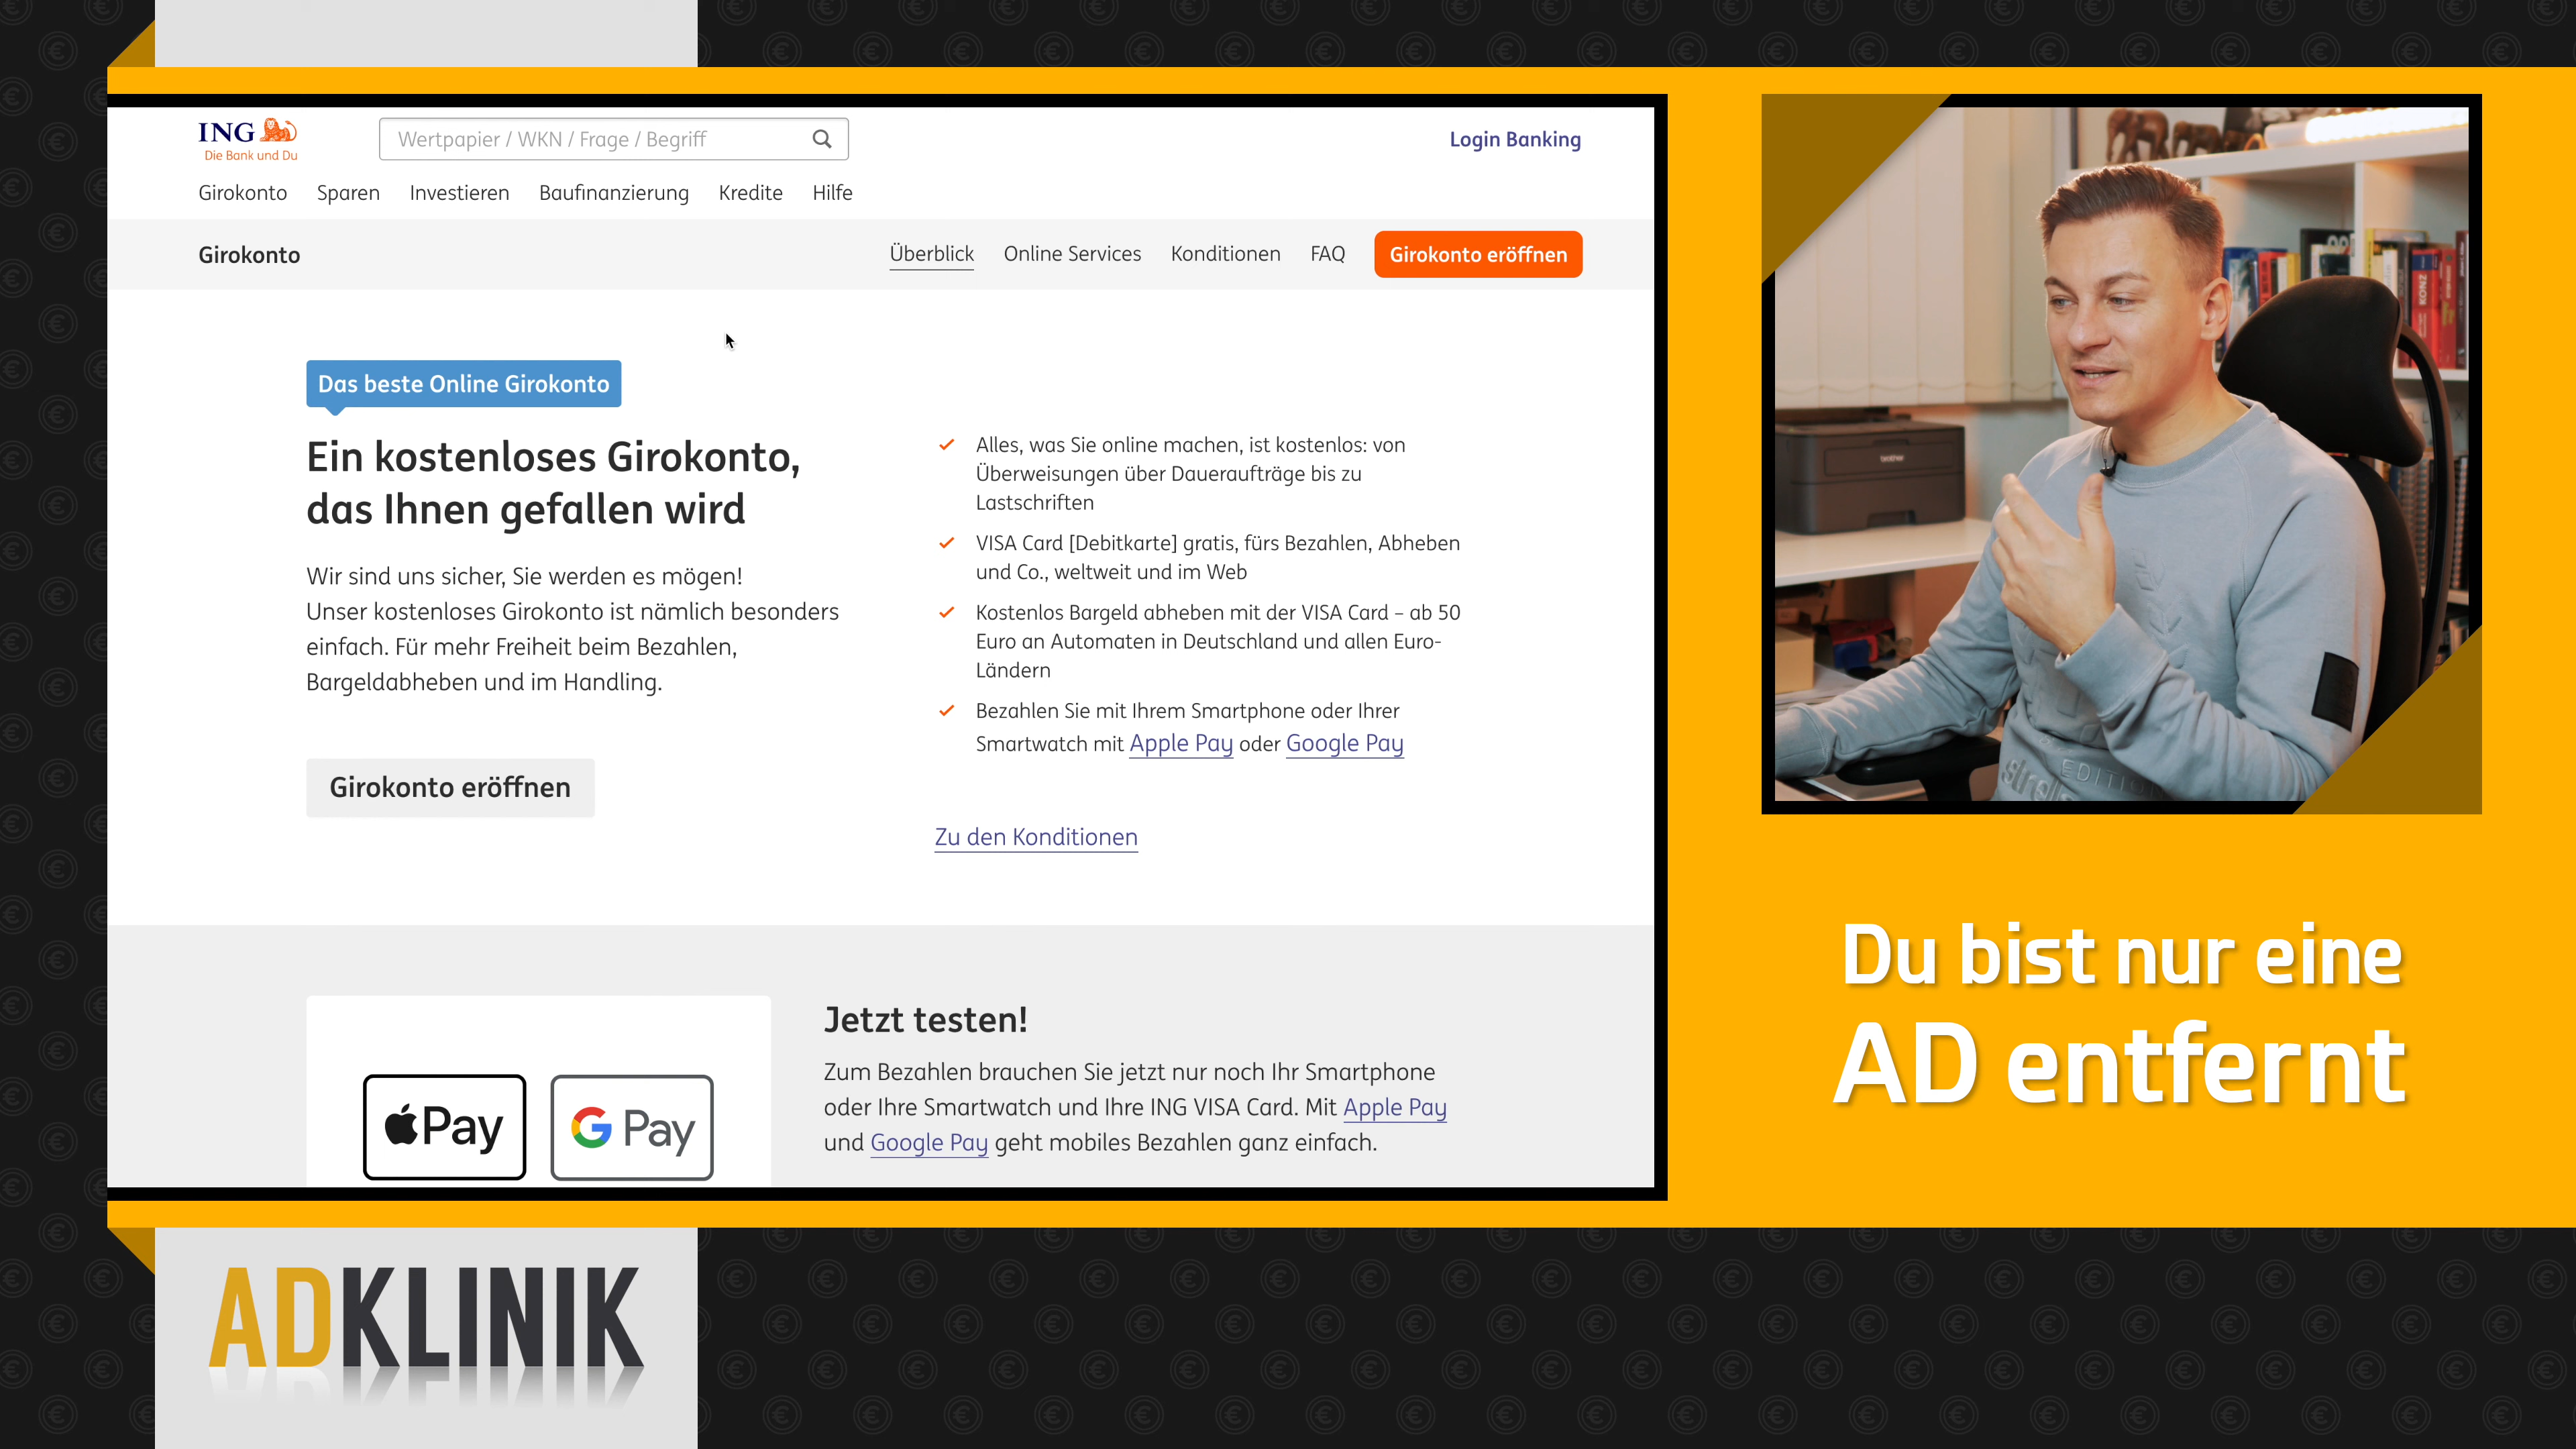 ING
Die Bank und Du
Wertpapier / WKN / Frage / Begriff
Login Banking
Girokonto Sparen Investieren Baufinanzierung Kredite Hilfe
Girokonto
Überblick Online Services Konditionen FAQ Girokonto eröffnen
Das beste Online Girokonto
Ein kostenloses Girokonto,
das Ihnen gefallen wird
Wir sind uns sicher, Sie werden es mögen!
Unser kostenloses Girokonto ist nämlich besonders
einfach. Für mehr Freiheit beim Bezahlen,
Bargeldabheben und im Handling.
Girokonto eröffnen
Alles, was Sie online machen, ist kostenlos: von
Überweisungen über Daueraufträge bis zu
Lastschriften
VISA Card [Debitkarte] gratis, fürs Bezahlen, Abheben
und Co., weltweit und im Web
Kostenlos Bargeld abheben mit der VISA Card – ab 50
Euro an Automaten in Deutschland und allen Euro-
Ländern
Bezahlen Sie mit Ihrem Smartphone oder Ihrer
Smartwatch mit Apple Pay oder Google Pay
Zu den Konditionen
Pay
G Pay
Jetzt testen!
Zum Bezahlen brauchen Sie jetzt nur noch Ihr Smartphone
oder Ihre Smartwatch und Ihre ING VISA Card. Mit Apple Pay
und Google Pay geht mobiles Bezahlen ganz einfach.
brother
KONZ
EDITION
Du bist nur eine
AD entfernt
ADKLINIK